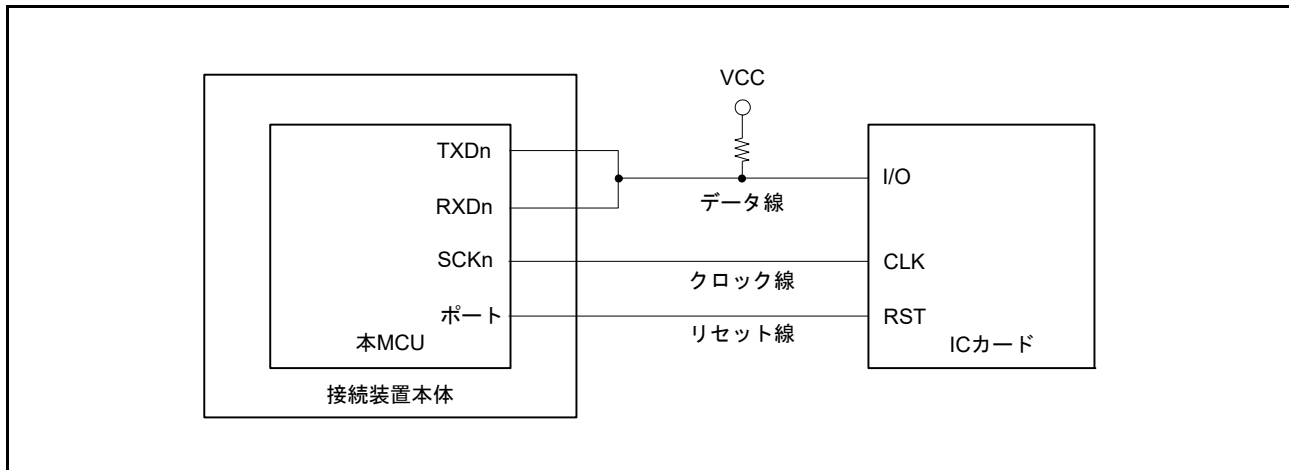 VCC
TXDn
I/O
データ線
RXDn
SCKn
CLK
クロック線
ポート
RST
リセット線
本MCU
ICカード
接続装置本体